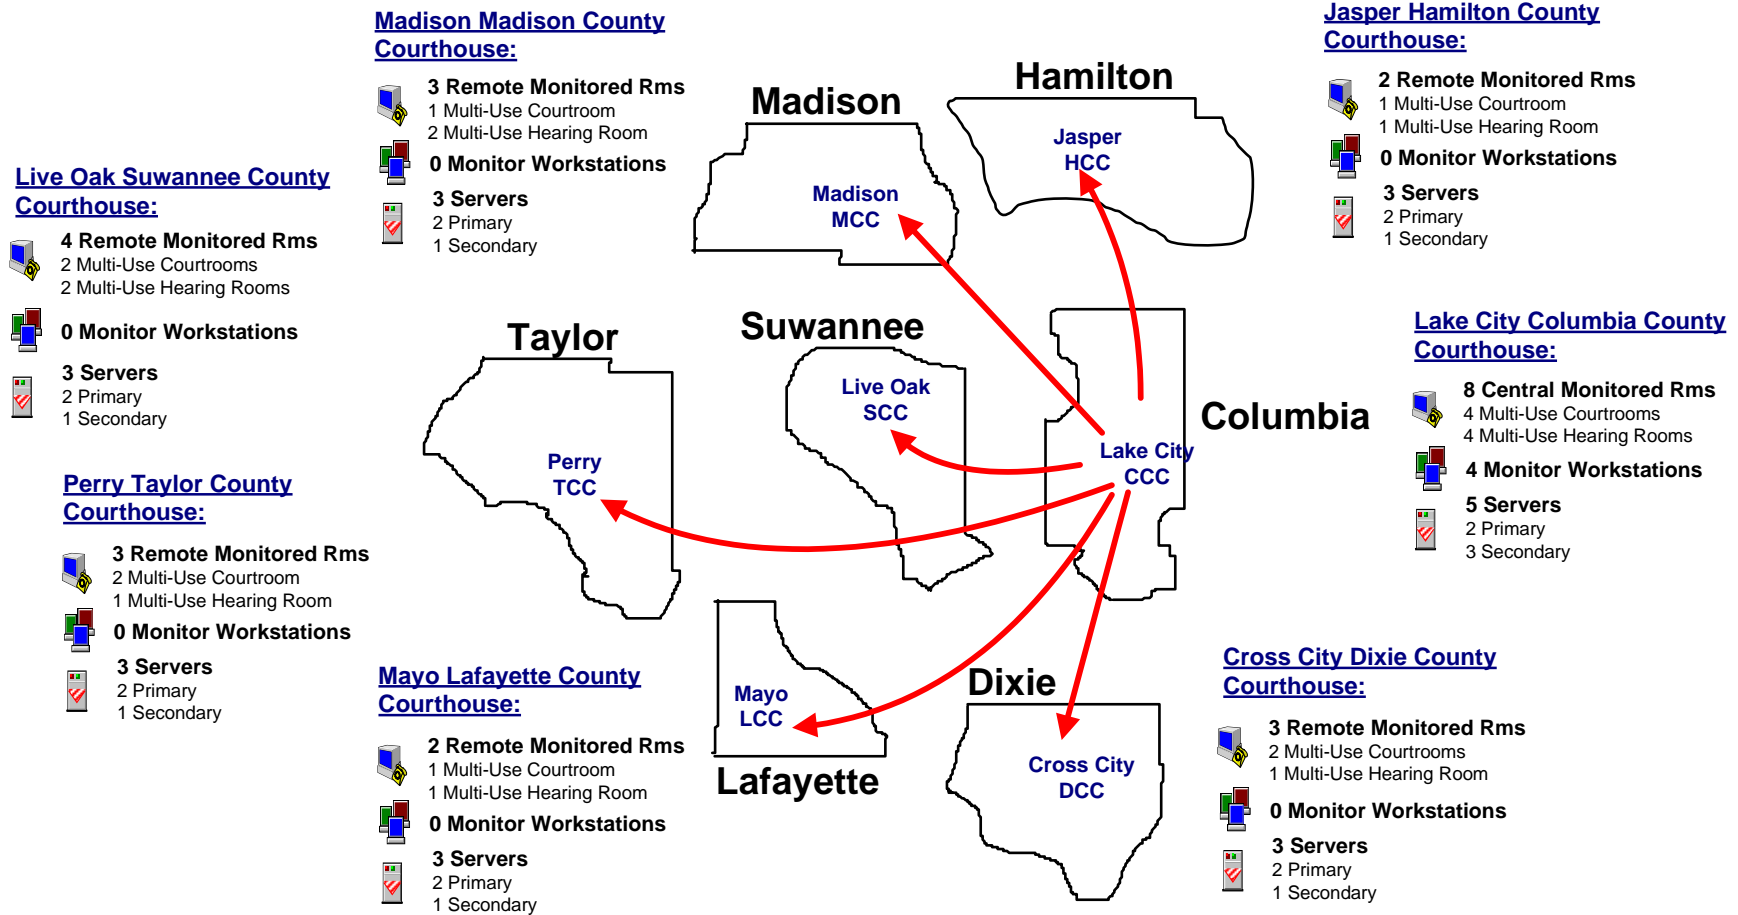 Madison Madison County
Courthouse:
3 Remote Monitored Rms
1 Multi-Use Courtroom
2 Multi-Use Hearing Room
0 Monitor Workstations
3 Servers
2 Primary
1 Secondary
Jasper Hamilton County
Courthouse:
2 Remote Monitored Rms
1 Multi-Use Courtroom
1 Multi-Use Hearing Room
0 Monitor Workstations
3 Servers
2 Primary
1 Secondary
Live Oak Suwannee County
Courthouse:
4 Remote Monitored Rms
2 Multi-Use Courtrooms
2 Multi-Use Hearing Rooms
0 Monitor Workstations
3 Servers
2 Primary
1 Secondary
Madison
Madison
MCC
Hamilton
Jasper
HCC
Taylor
Perry
TCC
Suwannee
Live Oak
SCC
Columbia
Lake City
CCC
Lake City Columbia County
Courthouse:
8 Central Monitored Rms
4 Multi-Use Courtrooms
4 Multi-Use Hearing Rooms
4 Monitor Workstations
5 Servers
2 Primary
3 Secondary
Perry Taylor County
Courthouse:
3 Remote Monitored Rms
2 Multi-Use Courtroom
1 Multi-Use Hearing Room
0 Monitor Workstations
3 Servers
2 Primary
1 Secondary
Mayo Lafayette County
Courthouse:
2 Remote Monitored Rms
1 Multi-Use Courtroom
1 Multi-Use Hearing Room
0 Monitor Workstations
3 Servers
2 Primary
1 Secondary
Mayo
LCC
Lafayette
Dixie
Cross City
DCC
Cross City Dixie County
Courthouse:
3 Remote Monitored Rms
2 Multi-Use Courtrooms
1 Multi-Use Hearing Room
0 Monitor Workstations
3 Servers
2 Primary
1 Secondary